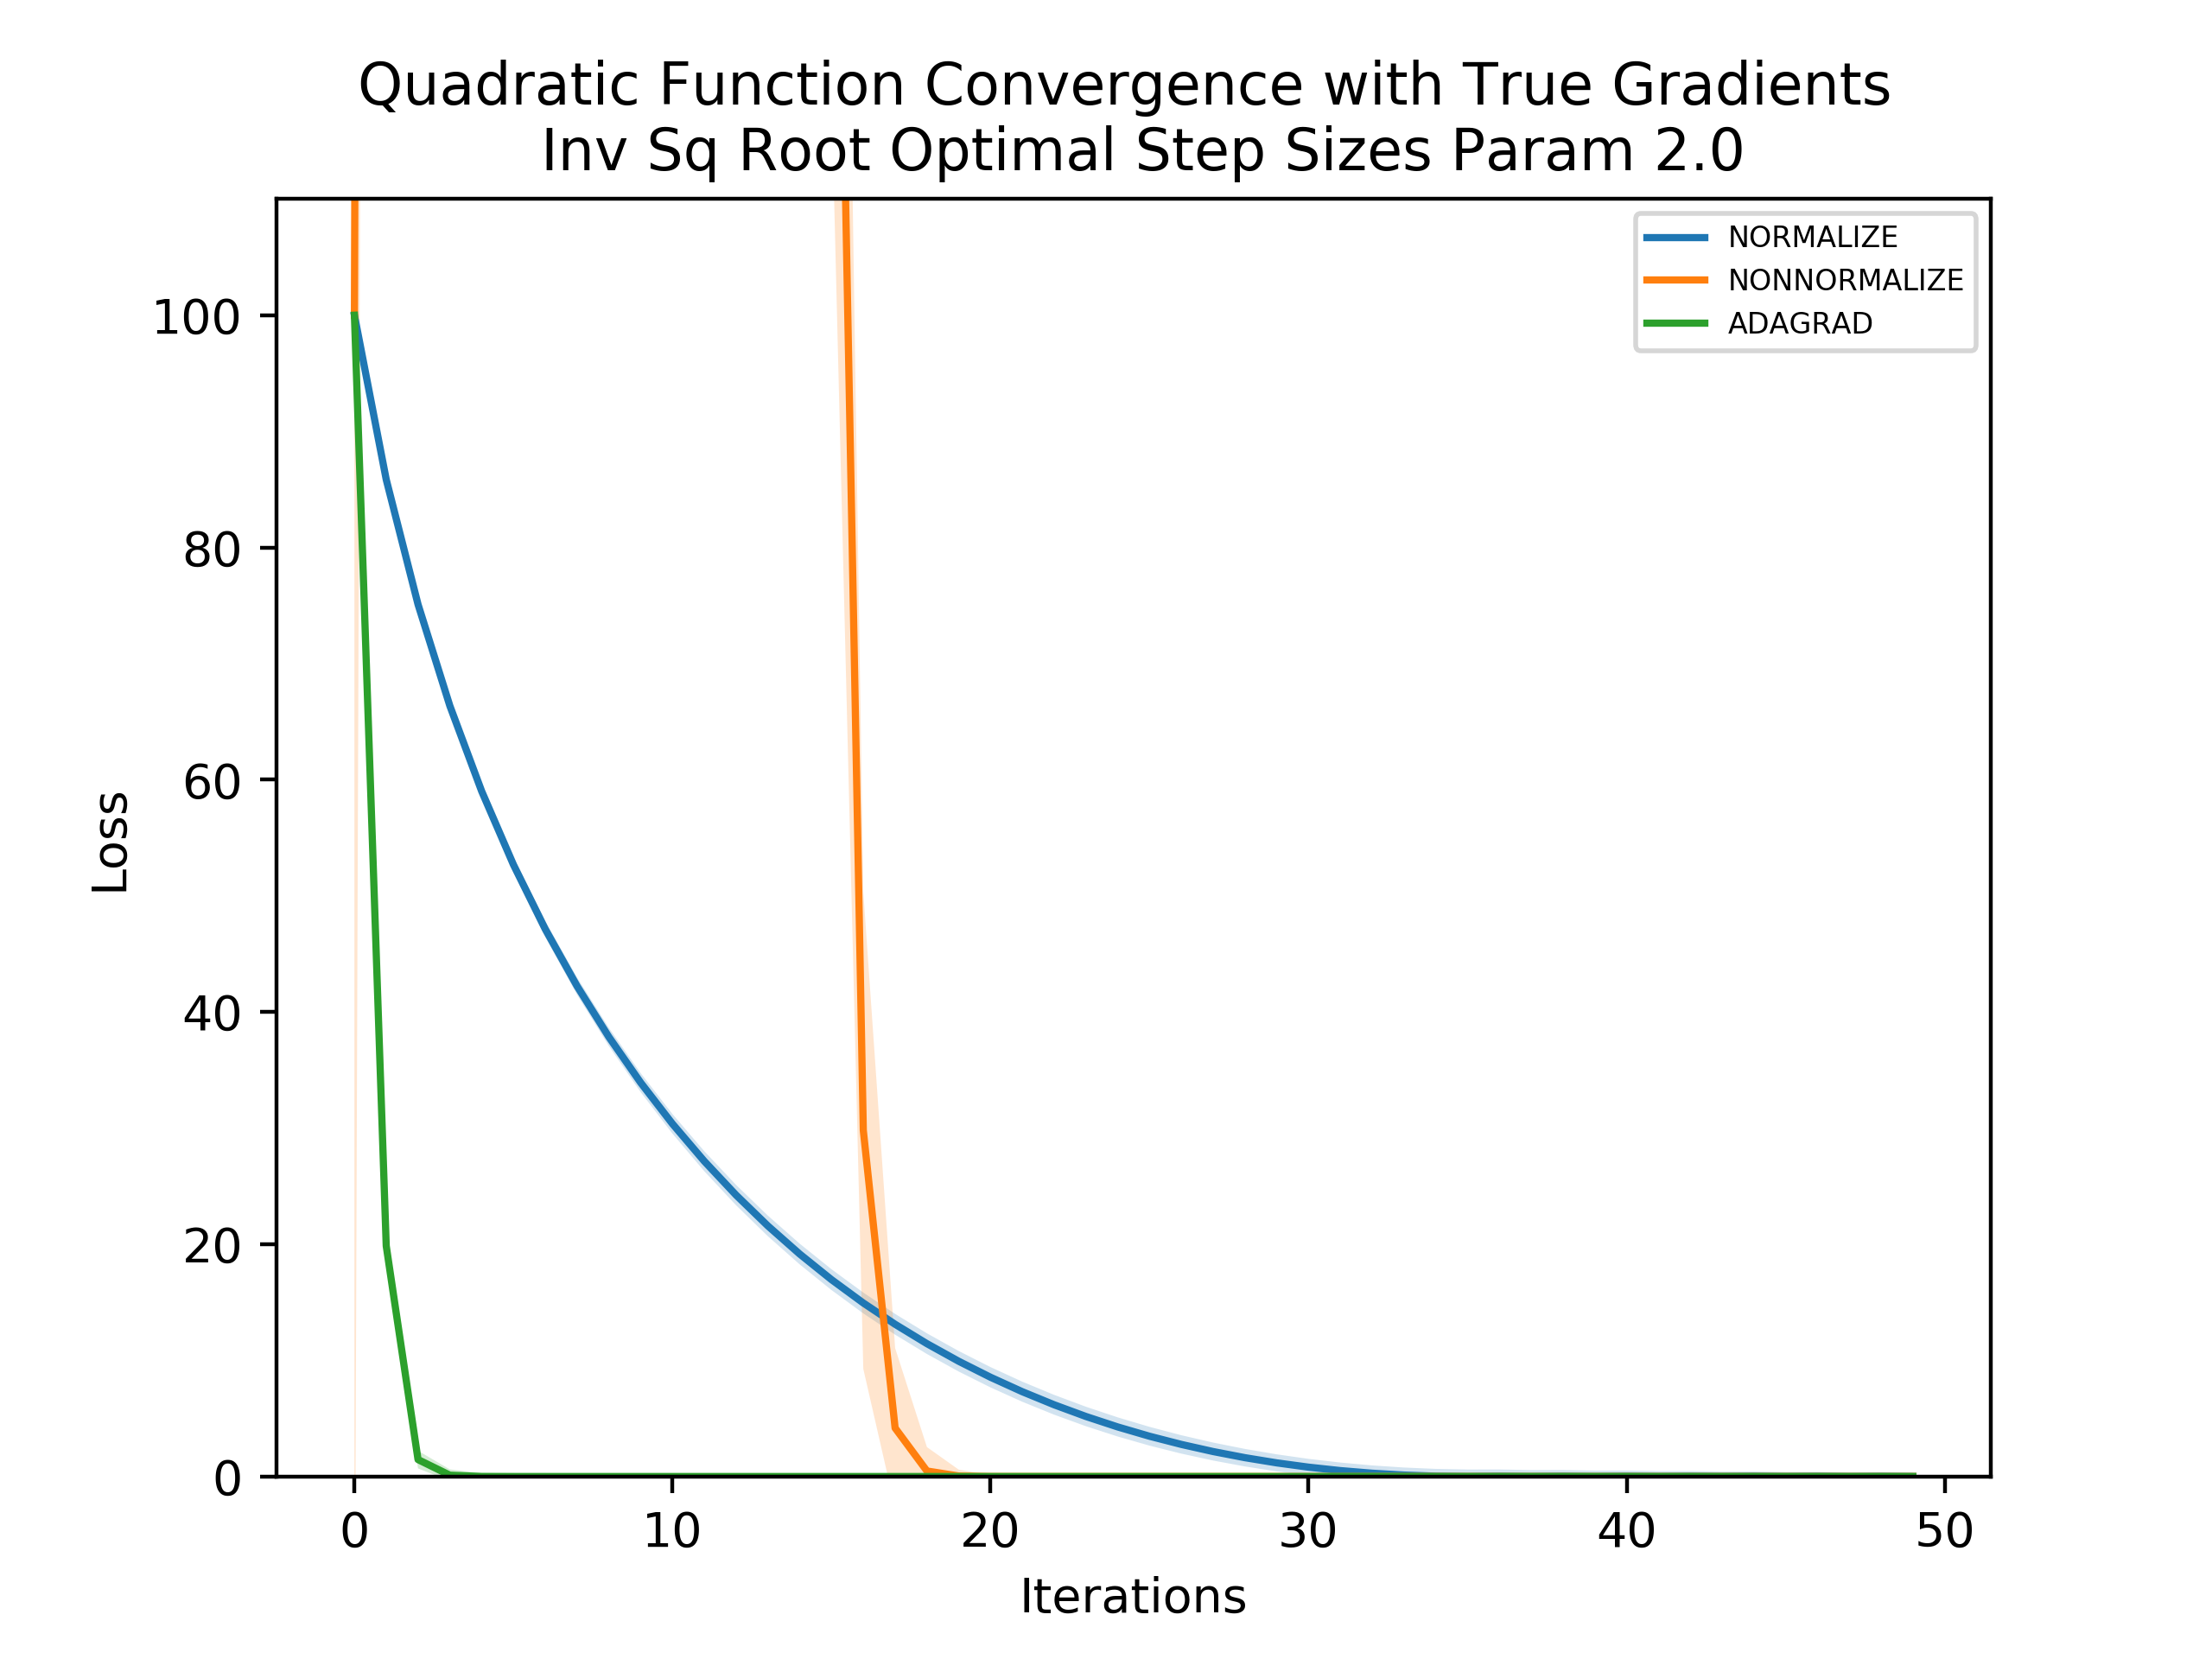 Quadratic Function Convergence with True Gradients
Inv Sq Root Optimal Step Sizes Param 2.0
NORMALIZE
NONNORMALIZE
ADAGRAD
100
80
60
40
20
0
Loss
0 10 20 30 40 50
Iterations